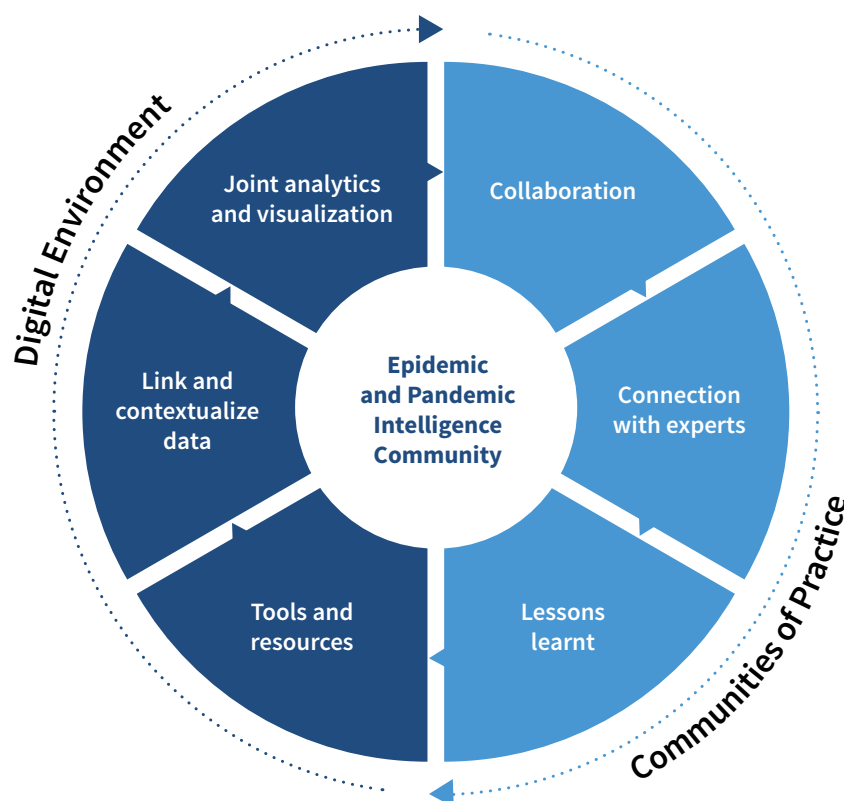 Digital Environment
Joint analytics
and visualization
Collaboration
Link and
contextualize
data
Epidemic
and Pandemic
Intelligence
Community
Connection
with experts
Tools and
resources
Lessons
learnt
Communities of Practice